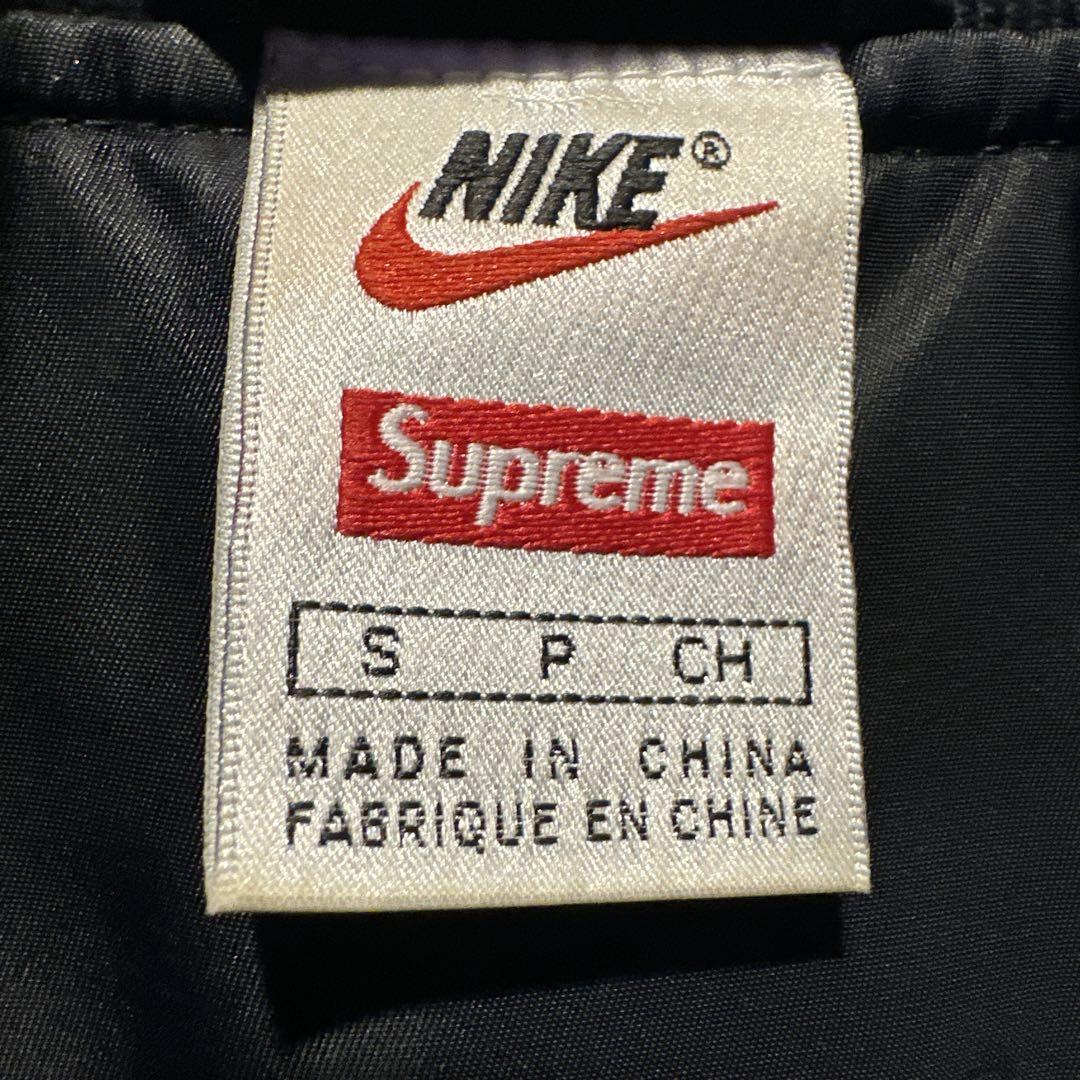 NIKE®
Supreme
S P CH
MADE IN CHINA
FABRIQUE EN CHINE